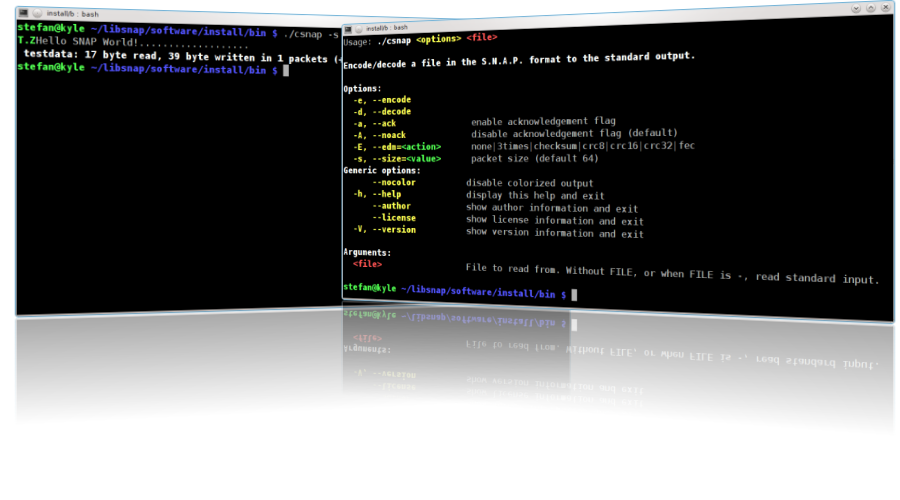 install/b : bash
stefan@kyle ~/libsnap/software/install/bin $ ./csnap -s
T.ZHello SNAP World!...................
testdata: 17 byte read, 39 byte written in 1 packets (
stefan@kyle ~/libsnap/software/install/bin $
install/b : bash
Usage: ./csnap <options> <file>
Encode/decode a file in the S.N.A.P. format to the standard output.
Options:
-e, --encode
-d, --decode
-a, --ack enable acknowledgement flag
-A, --noack disable acknowledgement flag (default)
-E, --edm=<action> none|3times|checksum|crc8|crc16|crc32|fec
-s, --size=<value> packet size (default 64)
Generic options:
--nocolor disable colorized output
-h, --help display this help and exit
--author show author information and exit
--license show license information and exit
-V, --version show version information and exit
Arguments:
<file> File to read from. Without FILE, or when FILE is -, read standard input.
stefan@kyle ~/libsnap/software/install/bin $